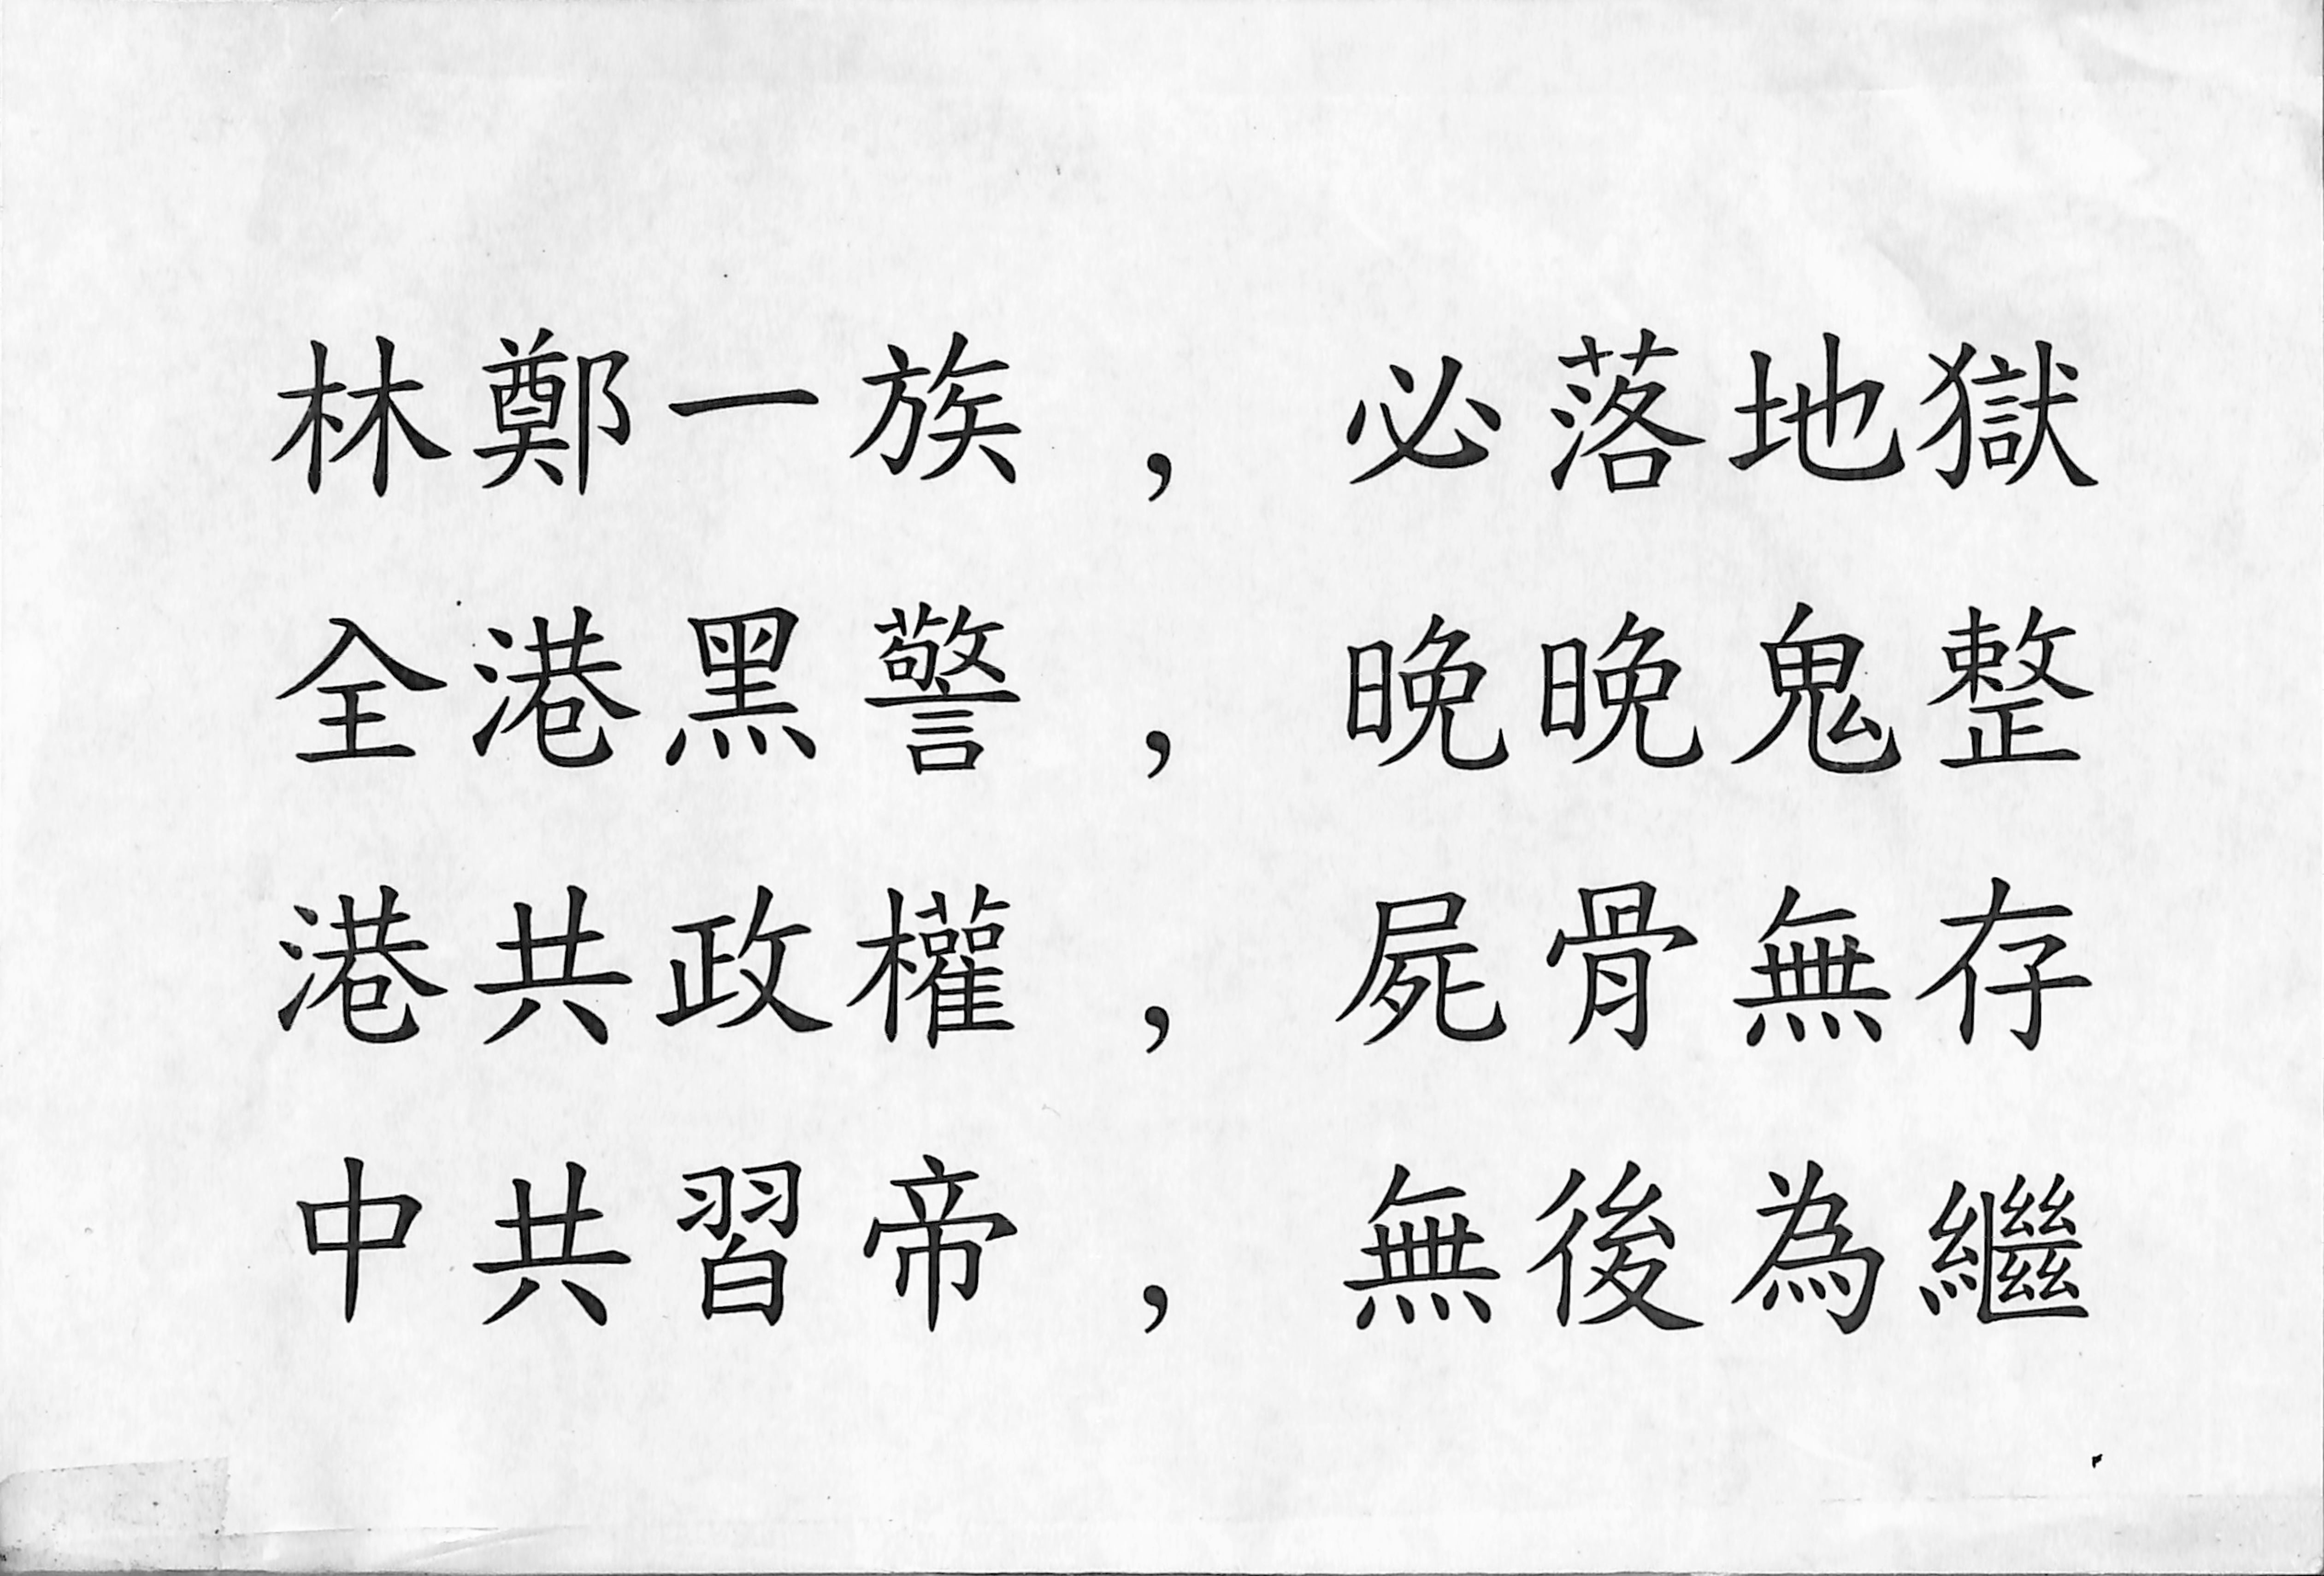 林鄭一族，必落地獄
全港黑警，晚晚鬼整
港共政權，屍骨無存
中共習帝，無後為繼